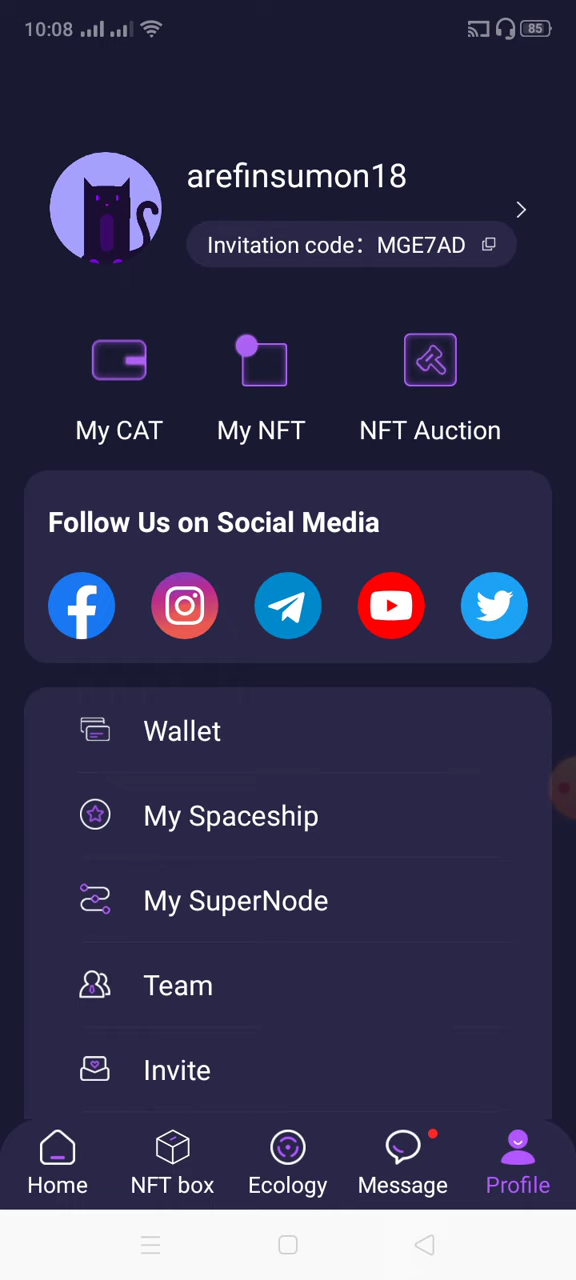 10:08 85
arefinsumon18
Invitation code： MGE7AD
My CAT My NFT NFT Auction
Follow Us on Social Media
Wallet
My Spaceship
My SuperNode
Team
Invite
Home NFT box Ecology Message Profile